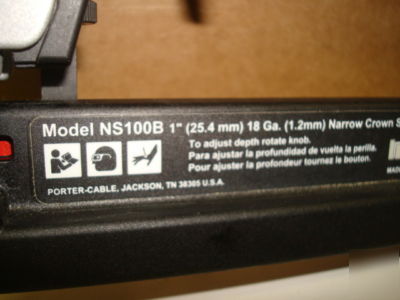 Model NS100B 1" (25.4 mm) 18 Ga. (1.2mm) Narrow Crown S
To adjust depth rotate knob.
Para ajustar la profundidad de vuelta la perilla.
Pour ajuster la profondeur tournez le bouton.
PORTER-CABLE, JACKSON, TN 38305 U.S.A.
MADE